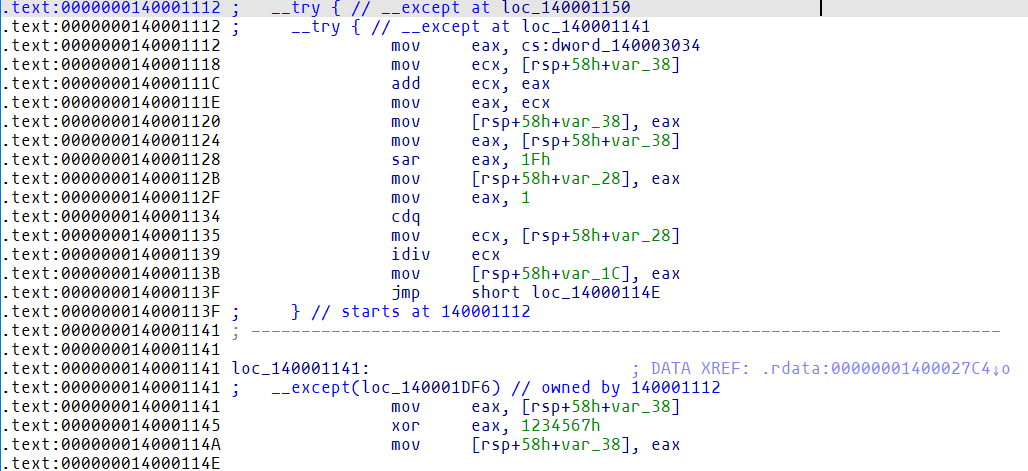 .text:0000000140001112 ;   __try { // __except at loc_140001150
.text:0000000140001112 ;     __try { // __except at loc_140001141
.text:0000000140001112                 mov     eax, cs:dword_140003034
.text:0000000140001118                 mov     ecx, [rsp+58h+var_38]
.text:000000014000111C                 add     ecx, eax
.text:000000014000111E                 mov     eax, ecx
.text:0000000140001120                 mov     [rsp+58h+var_38], eax
.text:0000000140001124                 mov     eax, [rsp+58h+var_38]
.text:0000000140001128                 sar     eax, 1Fh
.text:000000014000112B                 mov     [rsp+58h+var_28], eax
.text:000000014000112F                 mov     eax, 1
.text:0000000140001134                 cdq
.text:0000000140001135                 mov     ecx, [rsp+58h+var_28]
.text:0000000140001139                 idiv    ecx
.text:000000014000113B                 mov     [rsp+58h+var_1C], eax
.text:000000014000113F                 jmp     short loc_14000114E
.text:000000014000113F ;     } // starts at 140001112
.text:0000000140001141 ; ---------------------------------------------------------------------------
.text:0000000140001141
.text:0000000140001141 loc_140001141:                          ; DATA XREF: .rdata:00000001400027C4↓o
.text:0000000140001141 ;   __except(loc_140001DF6) // owned by 140001112
.text:0000000140001141                 mov     eax, [rsp+58h+var_38]
.text:0000000140001145                 xor     eax, 1234567h
.text:000000014000114A                 mov     [rsp+58h+var_38], eax
.text:000000014000114E